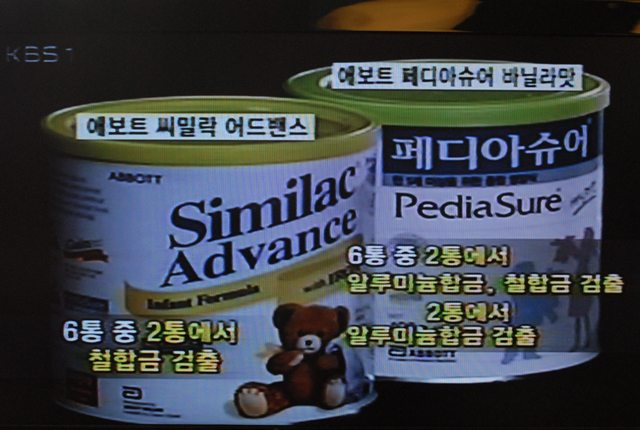 KBS1
애보트 페디아슈어 바닐라맛
애보트 씨밀락 어드밴스
ABBOTT
Similac
Advance
Infant Formula
with
6통 중 2통에서
철합금 검출
페디아슈어
PediaSure
6통 중 2통에서
알루미늄합금, 철합금 검출
2통에서
알루미늄합금 검출
ABBOTT